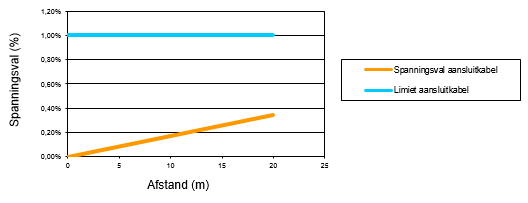 1,20%
1,00%
0,80%
0,60%
0,40%
0,20%
0,00%
Spanningsval (%)
0 5 10 15 20 25
Afstand (m)
Spanningsval aansluitkabel
Limiet aansluitkabel